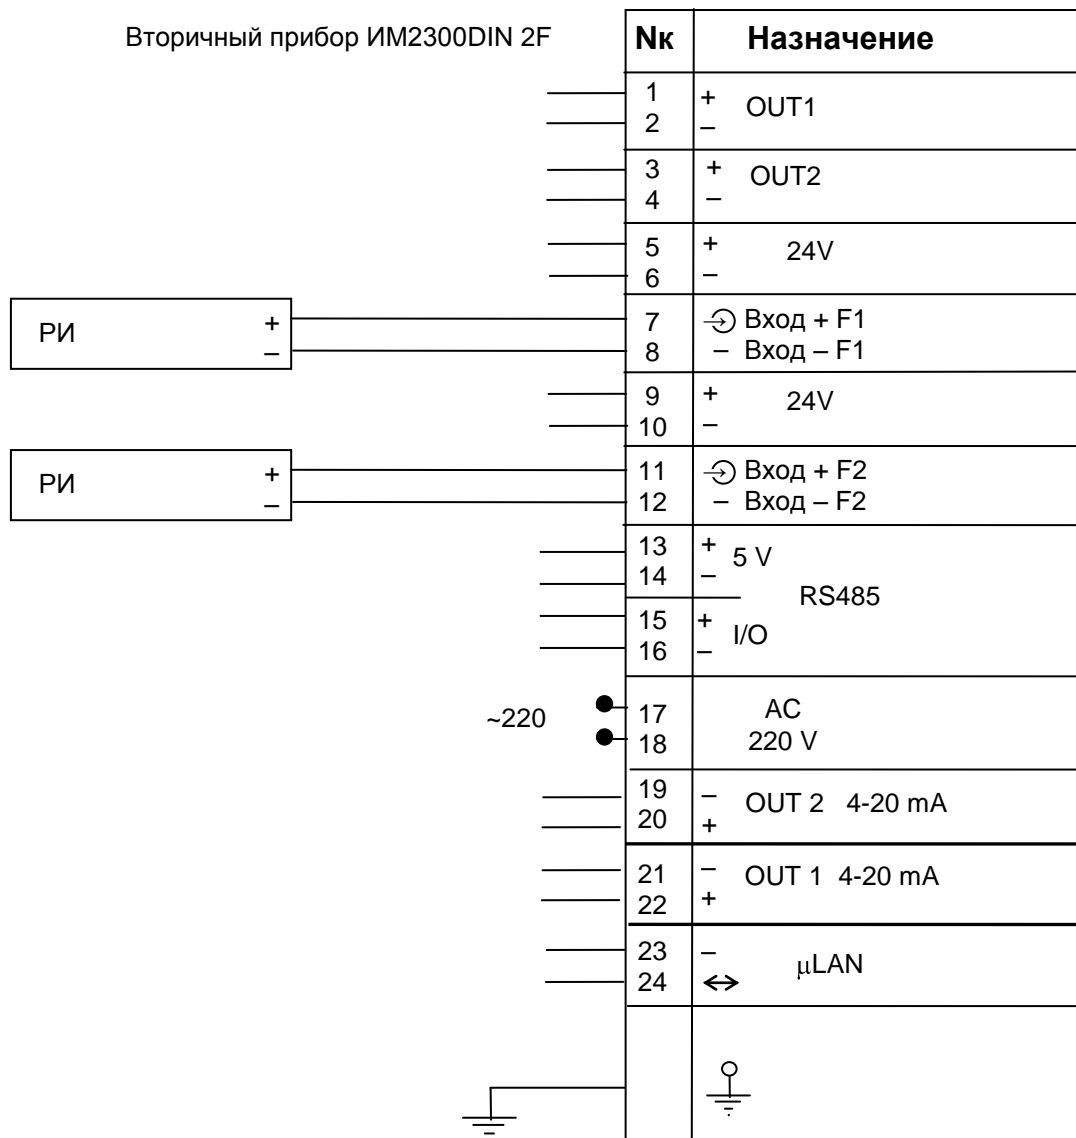 Вторичный прибор ИМ2300DIN 2F
Nк Назначение
1 + OUT1
2 –
3 + OUT2
4 –
5 + 24V
6 –
РИ + 7 Вход + F1
– 8 – Вход – F1
9 + 24V
10 –
РИ + 11 Вход + F2
– 12 – Вход – F2
13 + 5 V
14 –
RS485
15 + I/O
16 –
~220 17 AC
18 220 V
19 – OUT 2 4-20 mA
20 +
21 – OUT 1 4-20 mA
22 +
23 – μLAN
24 ↔